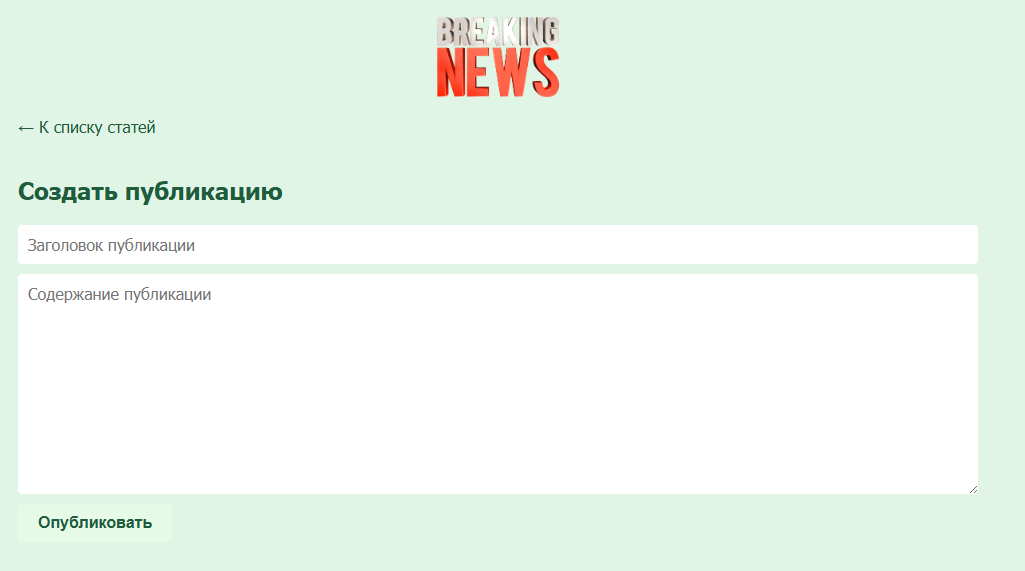 BREAKING
NEWS
← К списку статей
Создать публикацию
Заголовок публикации
Содержание публикации
Опубликовать